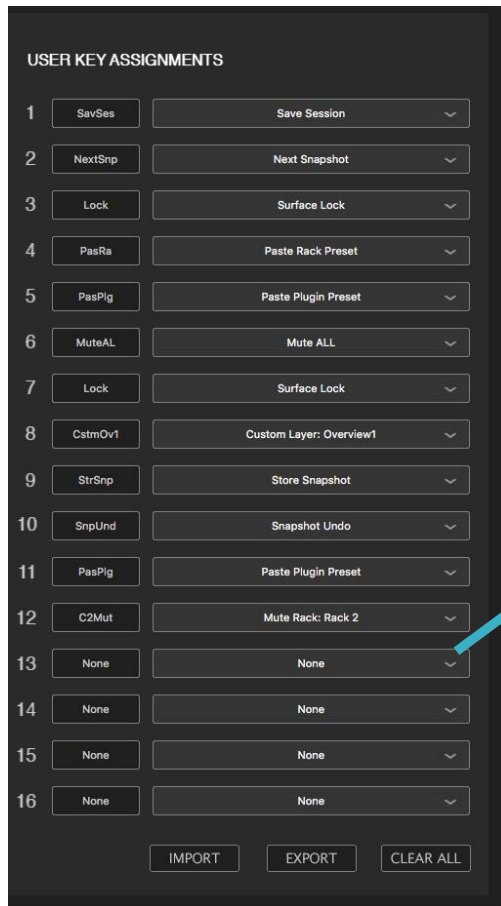 USER KEY ASSIGNMENTS
1 SavSes Save Session
2 NextSnp Next Snapshot
3 Lock Surface Lock
4 PasRa Paste Rack Preset
5 PasPlg Paste Plugin Preset
6 MuteAL Mute ALL
7 Lock Surface Lock
8 CstmOv1 Custom Layer: Overview1
9 StrSnp Store Snapshot
10 SnpUnd Snapshot Undo
11 PasPlg Paste Plugin Preset
12 C2Mut Mute Rack: Rack 2
13 None None
14 None None
15 None None
16 None None
IMPORT EXPORT CLEAR ALL